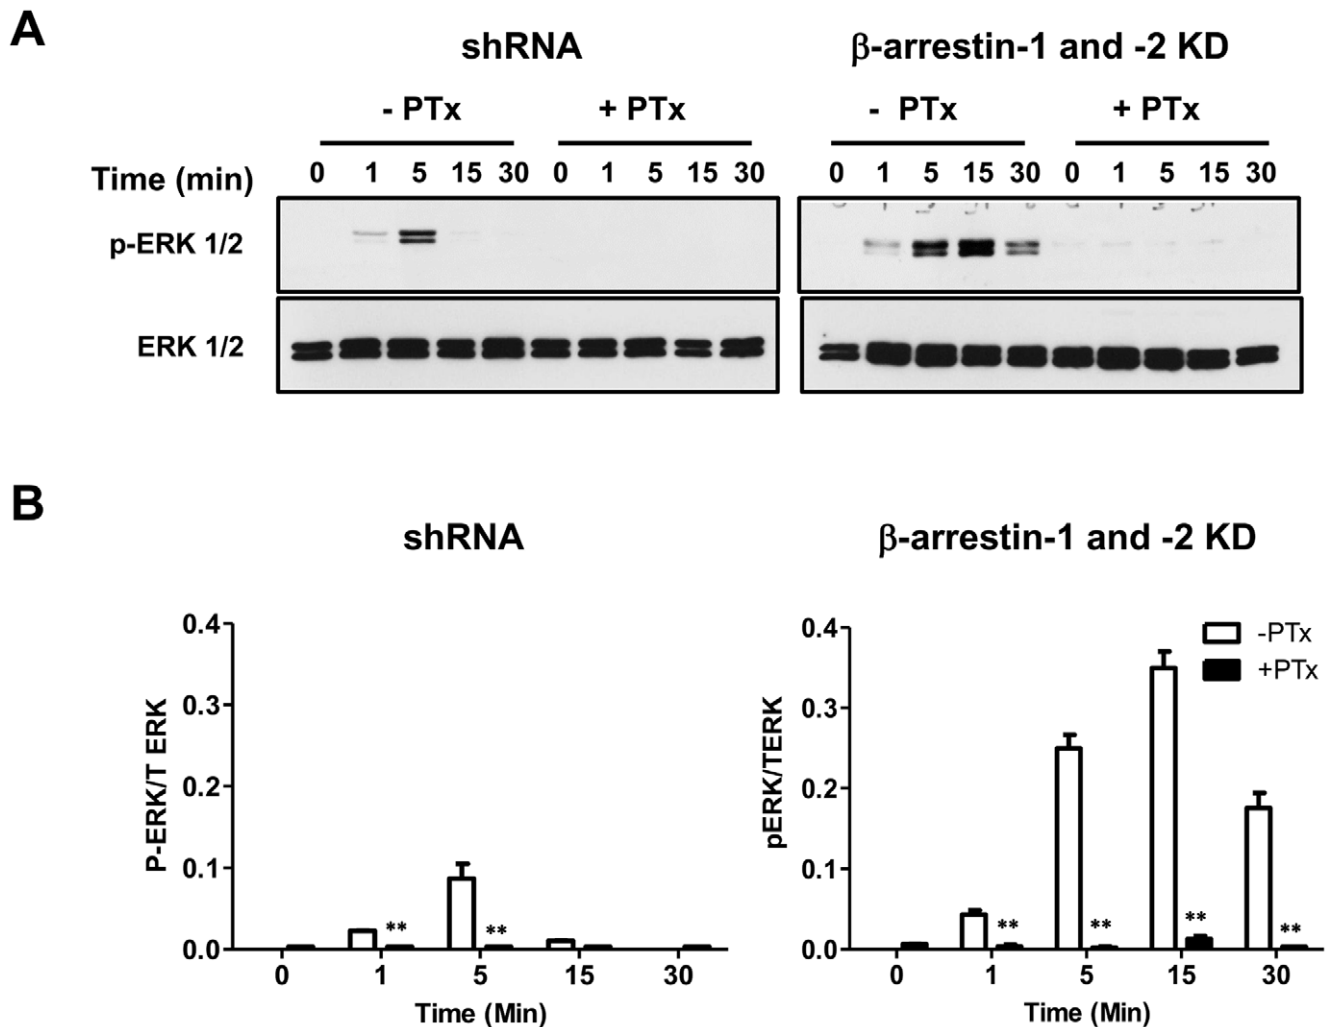 A
shRNA
β-arrestin-1 and -2 KD
- PTx
+ PTx
- PTx
+ PTx
Time (min)
0 1 5 15 30 0 1 5 15 30
0 1 5 15 30 0 1 5 15 30
p-ERK 1/2
ERK 1/2
B
shRNA
β-arrestin-1 and -2 KD
P-ERK/T ERK
0.4
0.3
0.2
0.1
0.0
** **
0 1 5 15 30
Time (Min)
pERK/TERK
0.4
0.3
0.2
0.1
0.0
-PTx
+PTx
** ** ** **
0 1 5 15 30
Time (Min)